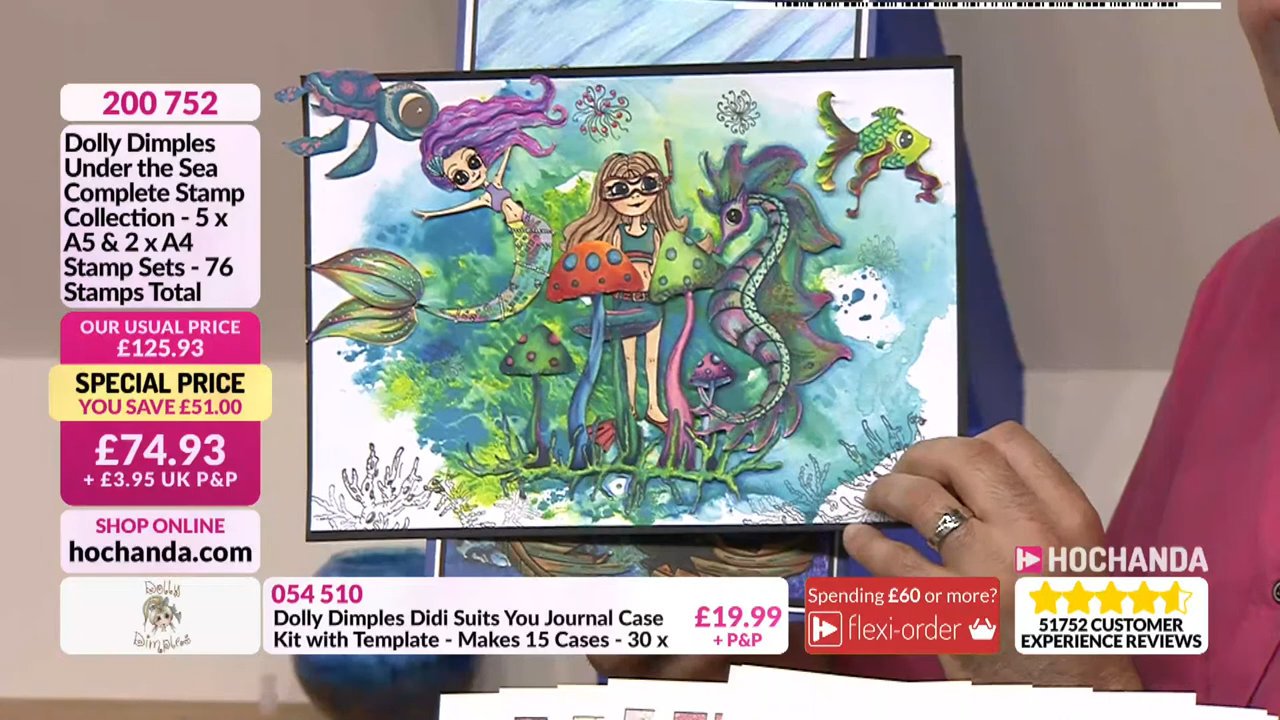 200 752
Dolly Dimples
Under the Sea
Complete Stamp
Collection - 5 x
A5 & 2 x A4
Stamp Sets - 76
Stamps Total
OUR USUAL PRICE
£125.93
SPECIAL PRICE
YOU SAVE £51.00
£74.93
+ £3.95 UK P&P
SHOP ONLINE
hochanda.com
Dolly
Dimples
054 510
Dolly Dimples Didi Suits You Journal Case
Kit with Template - Makes 15 Cases - 30 x
£19.99
+ P&P
Spending £60 or more?
flexi-order
HOCHANDA
51752 CUSTOMER
EXPERIENCE REVIEWS